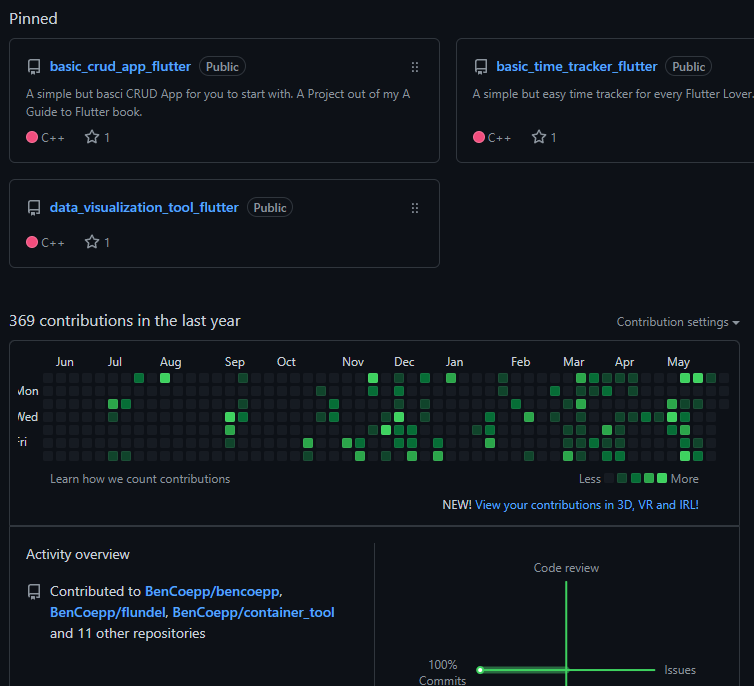 Pinned
basic_crud_app_flutter Public
A simple but basci CRUD App for you to start with. A Project out of my A
Guide to Flutter book.
C++ 1
basic_time_tracker_flutter Public
A simple but easy time tracker for every Flutter Lover.
C++ 1
data_visualization_tool_flutter Public
C++ 1
369 contributions in the last year
Contribution settings
Jun Jul Aug Sep Oct Nov Dec Jan Feb Mar Apr May
Mon
Wed
Fri
Learn how we count contributions
Less More
NEW! View your contributions in 3D, VR and IRL!
Activity overview
Contributed to BenCoepp/bencoepp,
BenCoepp/flundel, BenCoepp/container_tool
and 11 other repositories
Code review
100%
Commits
Issues